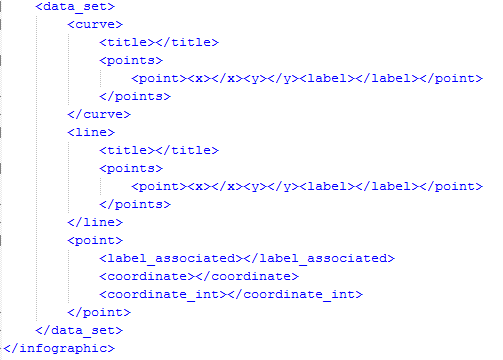 <data_set>
<curve>
<title></title>
<points>
<point><x></x><y></y><label></label></point>
</points>
</curve>
<line>
<title></title>
<points>
<point><x></x><y></y><label></label></point>
</points>
</line>
<point>
<label_associated></label_associated>
<coordinate></coordinate>
<coordinate_int></coordinate_int>
</point>
</data_set>
</infographic>